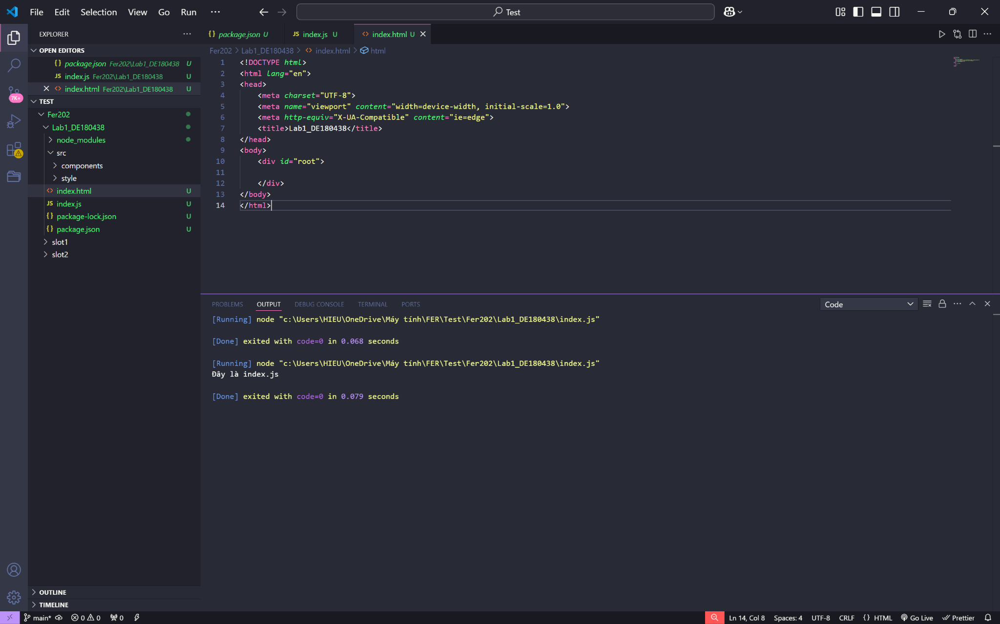 File Edit Selection View Go Run ···
Test
EXPLORER ···
OPEN EDITORS
package.json Fer202\Lab1_DE180438 U
index.js Fer202\Lab1_DE180438 U
index.html Fer202\Lab1_DE180438 U
7K+
TEST
Fer202
Lab1_DE180438
node_modules
src
components
style
index.html U
JS index.js U
{} package-lock.json U
{} package.json U
slot1
slot2
OUTLINE
TIMELINE
{} package.json U
JS index.js U
<> index.html U
Fer202 > Lab1_DE180438 > <> index.html > html
1 <!DOCTYPE html>
2 <html lang="en">
3 <head>
4 <meta charset="UTF-8">
5 <meta name="viewport" content="width=device-width, initial-scale=1.0">
6 <meta http-equiv="X-UA-Compatible" content="ie=edge">
7 <title>Lab1_DE180438</title>
8 </head>
9 <body>
10 <div id="root">
11
12 </div>
13 </body>
14 </html>
PROBLEMS OUTPUT DEBUG CONSOLE TERMINAL PORTS
Code
[Running] node "c:\Users\HIEU\OneDrive\Máy tính\FER\Test\Fer202\Lab1_DE180438\index.js"
[Done] exited with code=0 in 0.068 seconds
[Running] node "c:\Users\HIEU\OneDrive\Máy tính\FER\Test\Fer202\Lab1_DE180438\index.js"
Đây là index.js
[Done] exited with code=0 in 0.079 seconds
main* 0 0 0
Ln 14, Col 8 Spaces: 4 UTF-8 CRLF {} HTML Go Live Prettier